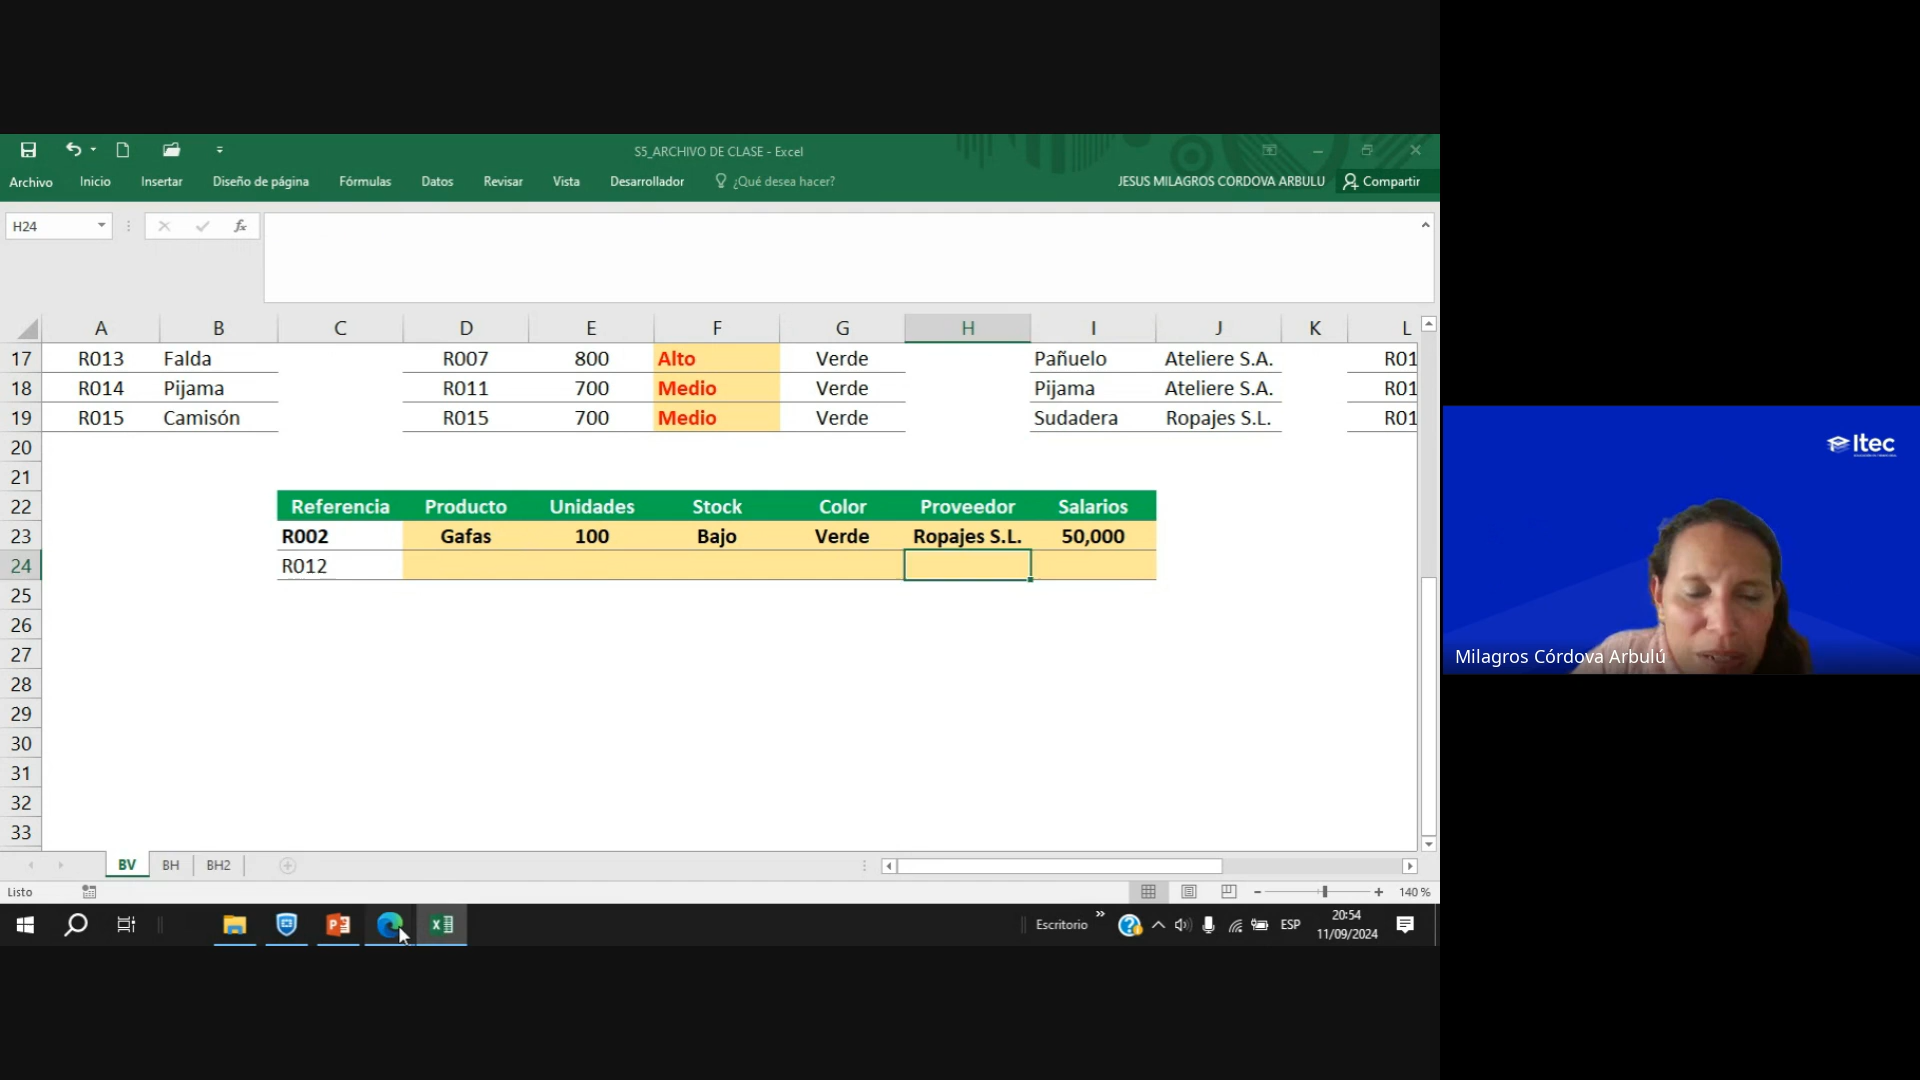 S5_ARCHIVO DE CLASE - Excel
Archivo Inicio Insertar Diseño de página Fórmulas Datos Revisar Vista Desarrollador ¿Qué desea hacer? JESUS MILAGROS CORDOVA ARBULU Compartir
H24 fx
A B C D E F G H I J K L
17 R013 Falda R007 800 Alto Verde Pañuelo Ateliere S.A. R01
18 R014 Pijama R011 700 Medio Verde Pijama Ateliere S.A. R01
19 R015 Camisón R015 700 Medio Verde Sudadera Ropajes S.L. R01
20
21
22 Referencia Producto Unidades Stock Color Proveedor Salarios
23 R002 Gafas 100 Bajo Verde Ropajes S.L. 50,000
24 R012
25
26
27
28
29
30
31
32
33
BV BH BH2
Listo 140 %
Escritorio ESP 20:54
11/09/2024
Itec
Milagros Córdova Arbulú